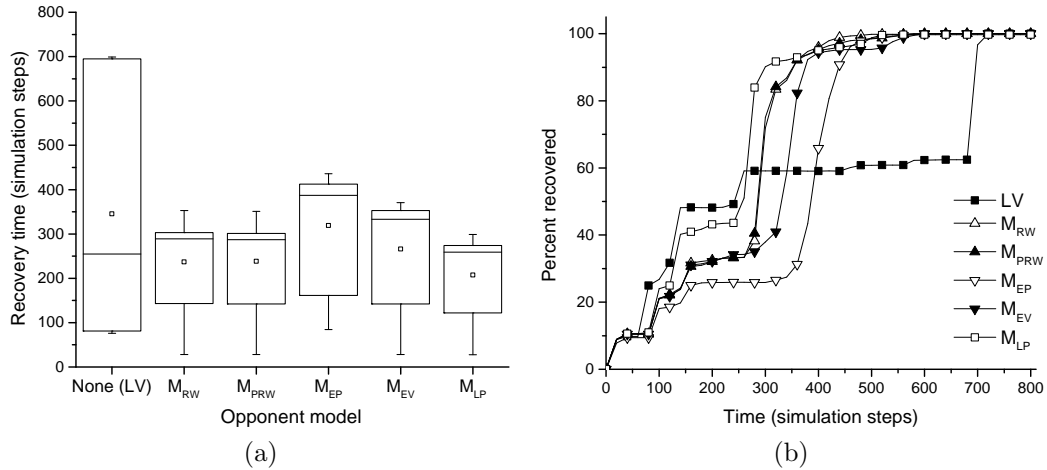 800
700
600
500
400
300
200
100
0
Recovery time (simulation steps)
None (LV) M_RW M_PRW M_EP M_EV M_LP
Opponent model
(a)
100
80
60
40
20
0
Percent recovered
LV
M_RW
M_PRW
M_EP
M_EV
M_LP
0 100 200 300 400 500 600 700 800
Time (simulation steps)
(b)